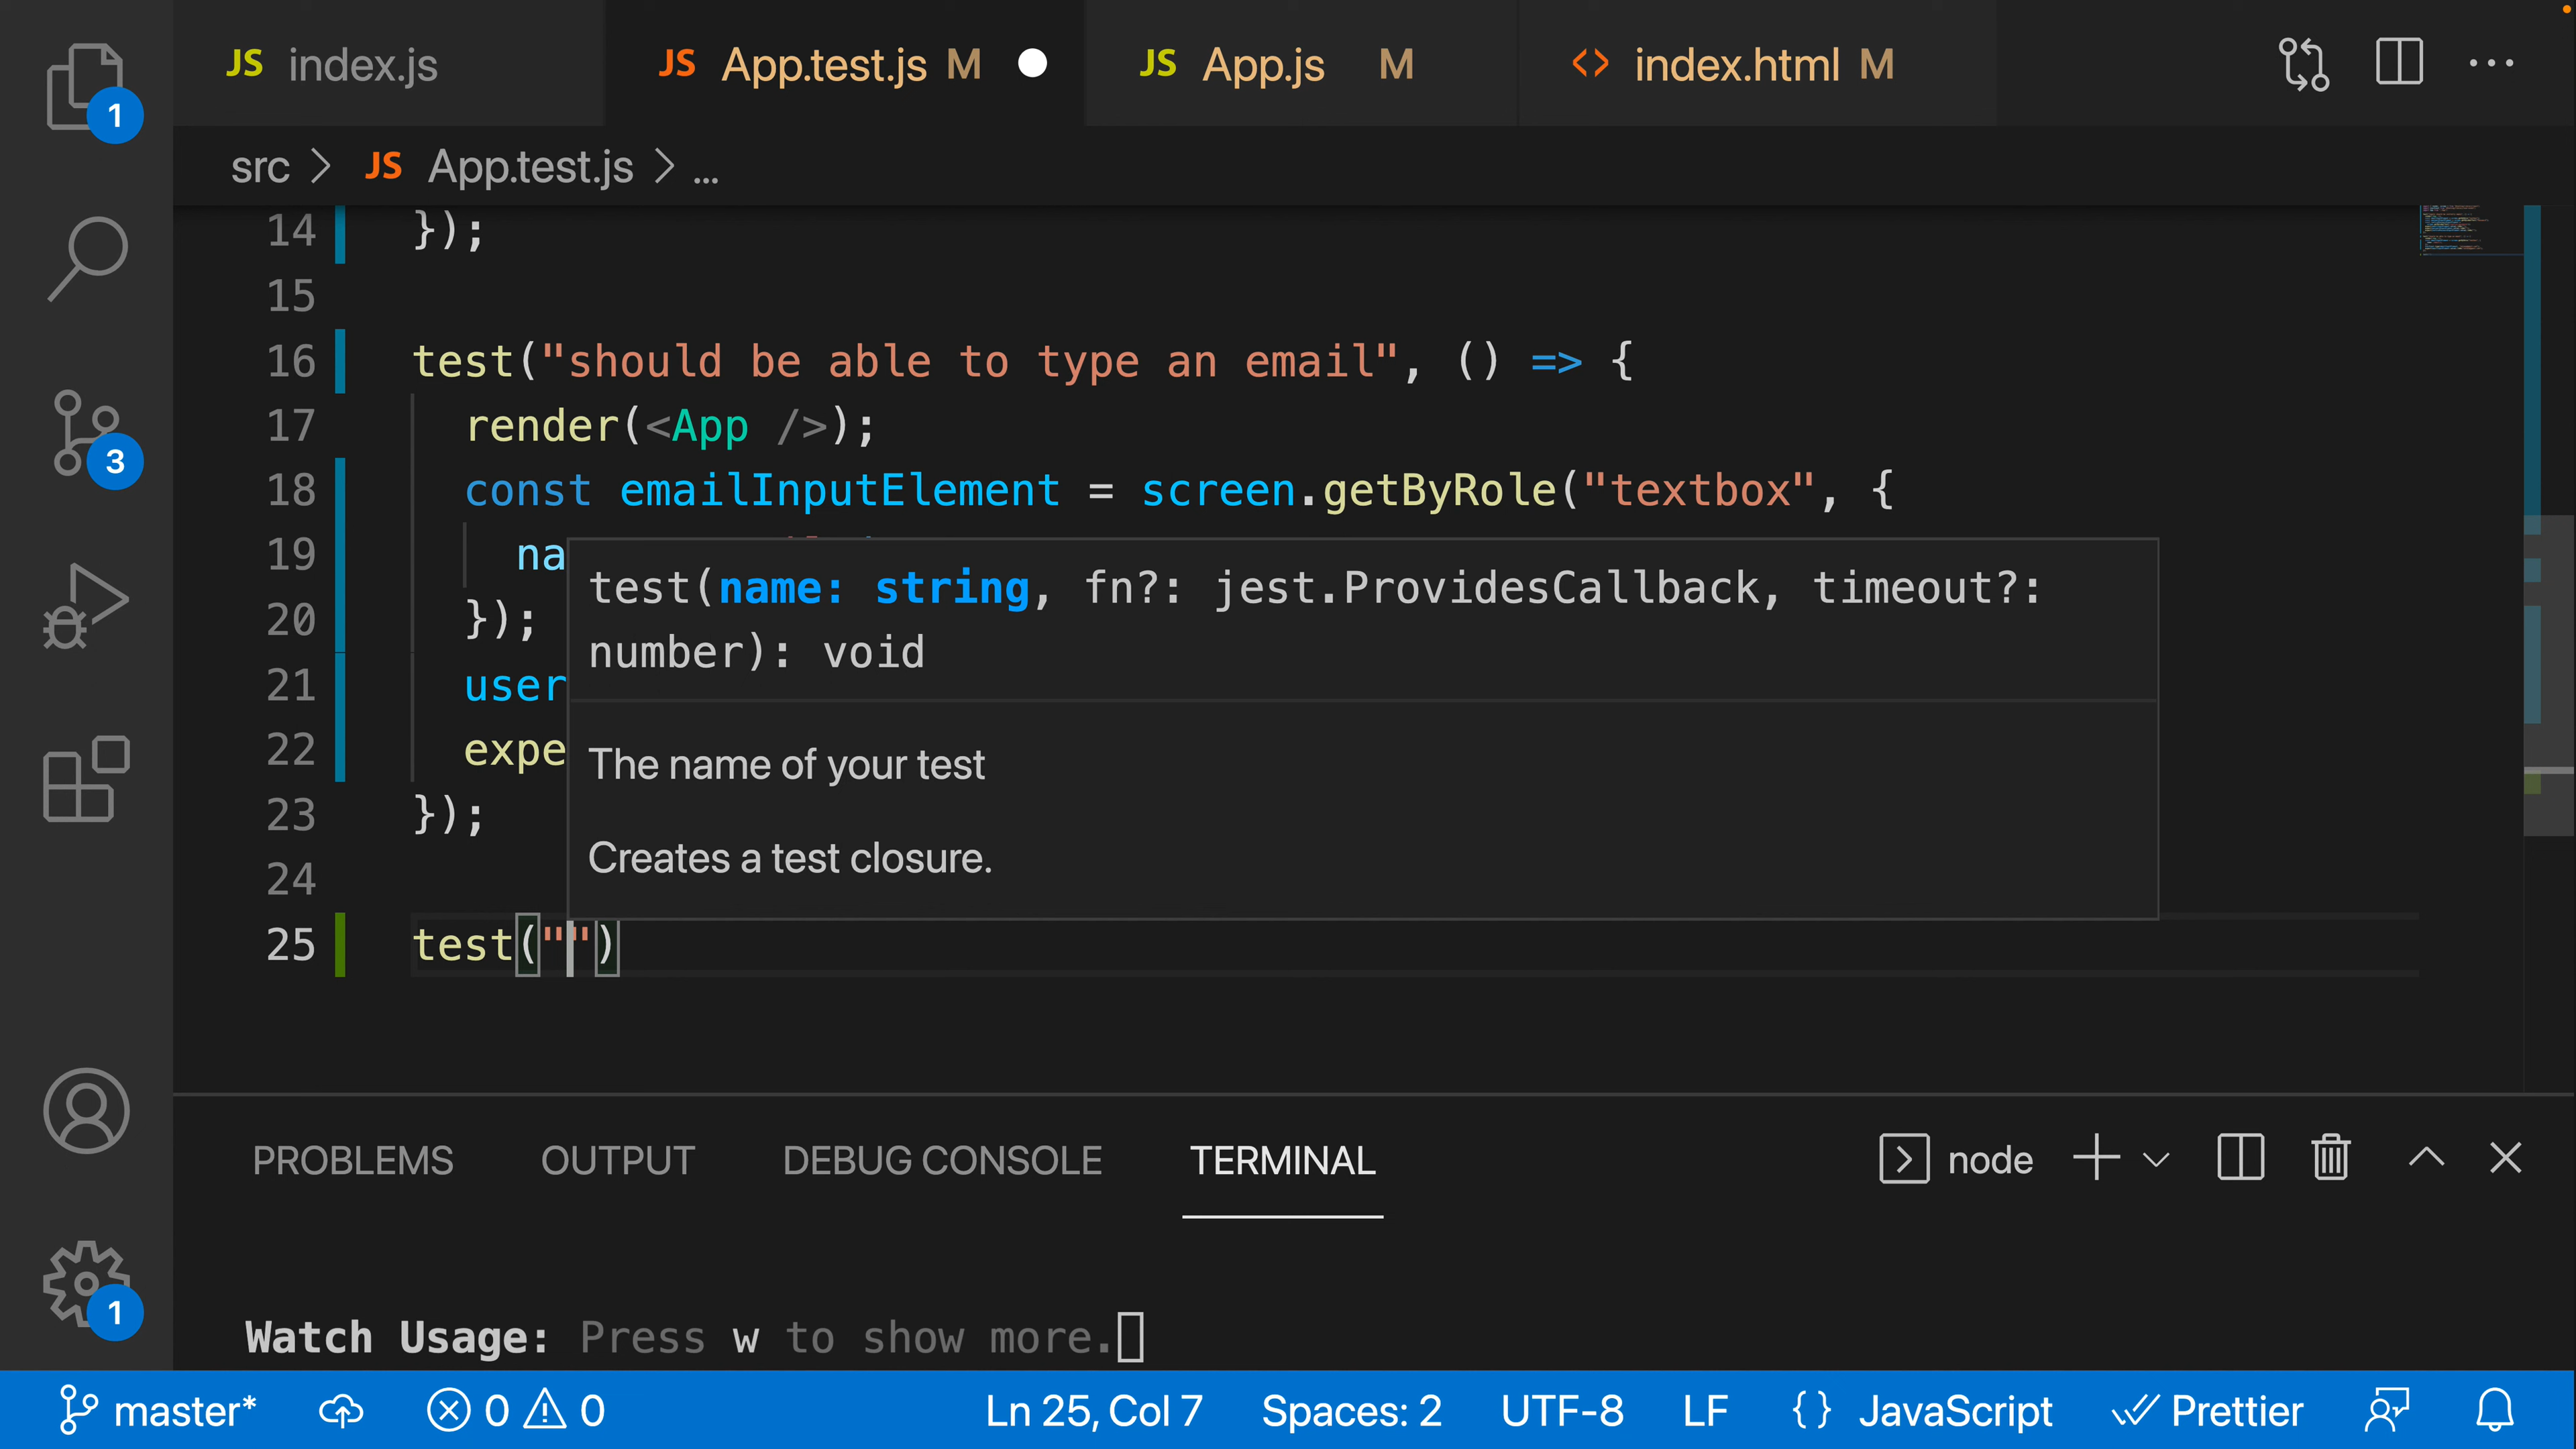 JS index.js
JS App.test.js M
JS App.js M
<> index.html M
src > JS App.test.js > ...
1
3
1
14 });
15
16 test("should be able to type an email", () => {
17 render(<App />);
18 const emailInputElement = screen.getByRole("textbox", {
19 na
20 });
21 user
22 expe
23 });
24
25 test("")
test(name: string, fn?: jest.ProvidesCallback, timeout?:
number): void
The name of your test
Creates a test closure.
PROBLEMS OUTPUT DEBUG CONSOLE TERMINAL node
Watch Usage: Press w to show more.
master* 0 0 Ln 25, Col 7 Spaces: 2 UTF-8 LF {} JavaScript Prettier